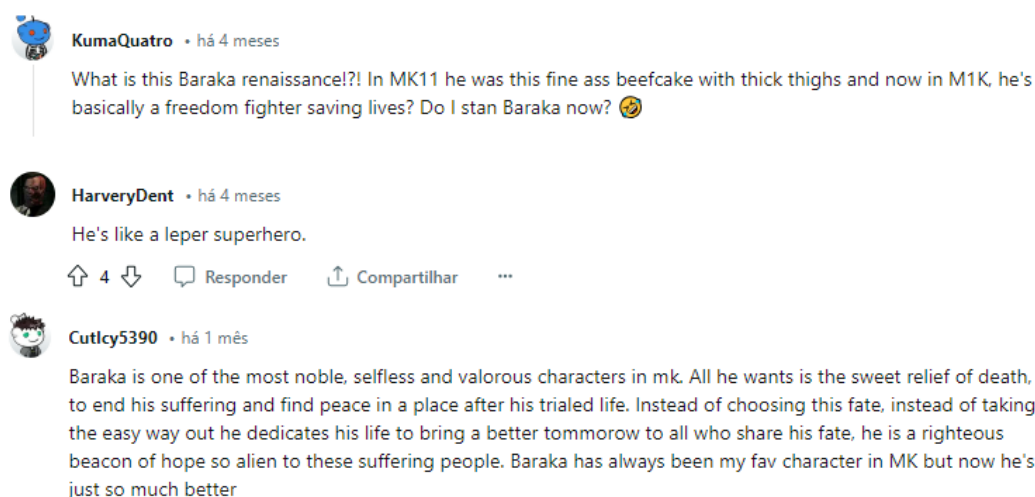 KumaQuatro • há 4 meses
What is this Baraka renaissance!?! In MK11 he was this fine ass beefcake with thick thighs and now in M1K, he's
basically a freedom fighter saving lives? Do I stan Baraka now? 🤣
HarveryDent • há 4 meses
He's like a leper superhero.
4 Responder Compartilhar ···
CutIcy5390 • há 1 mês
Baraka is one of the most noble, selfless and valorous characters in mk. All he wants is the sweet relief of death,
to end his suffering and find peace in a place after his trialed life. Instead of choosing this fate, instead of taking
the easy way out he dedicates his life to bring a better tommorow to all who share his fate, he is a righteous
beacon of hope so alien to these suffering people. Baraka has always been my fav character in MK but now he's
just so much better